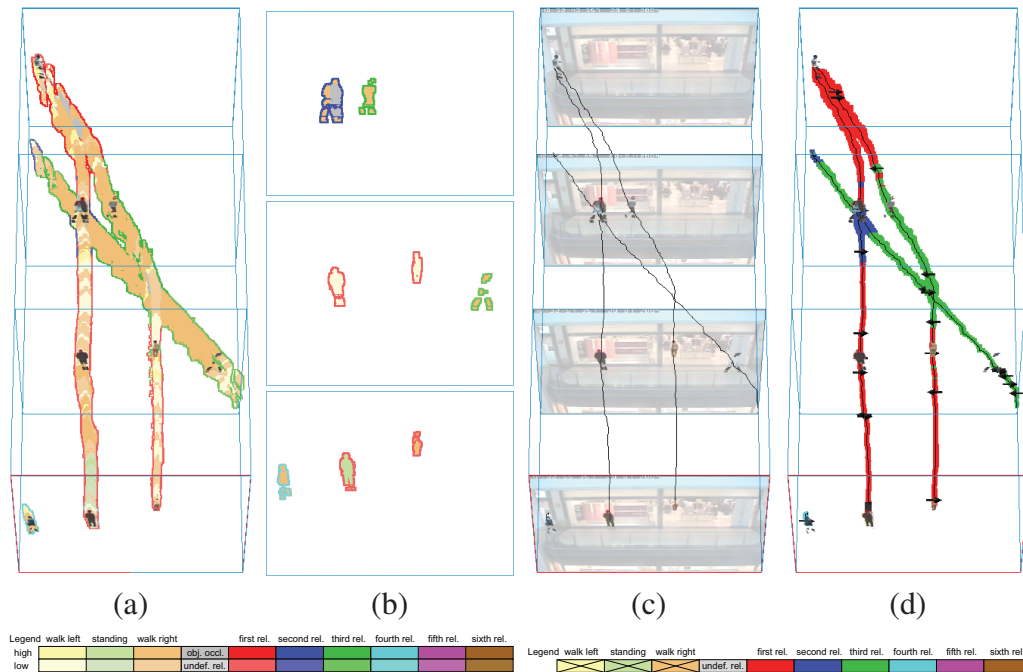 (a) (b) (c) (d)
Legend walk left standing walk right first rel. second rel. third rel. fourth rel. fifth rel. sixth rel.
high obj. occl.
low undef. rel.
Legend walk left standing walk right first rel. second rel. third rel. fourth rel. fifth rel. sixth rel
undef. rel.